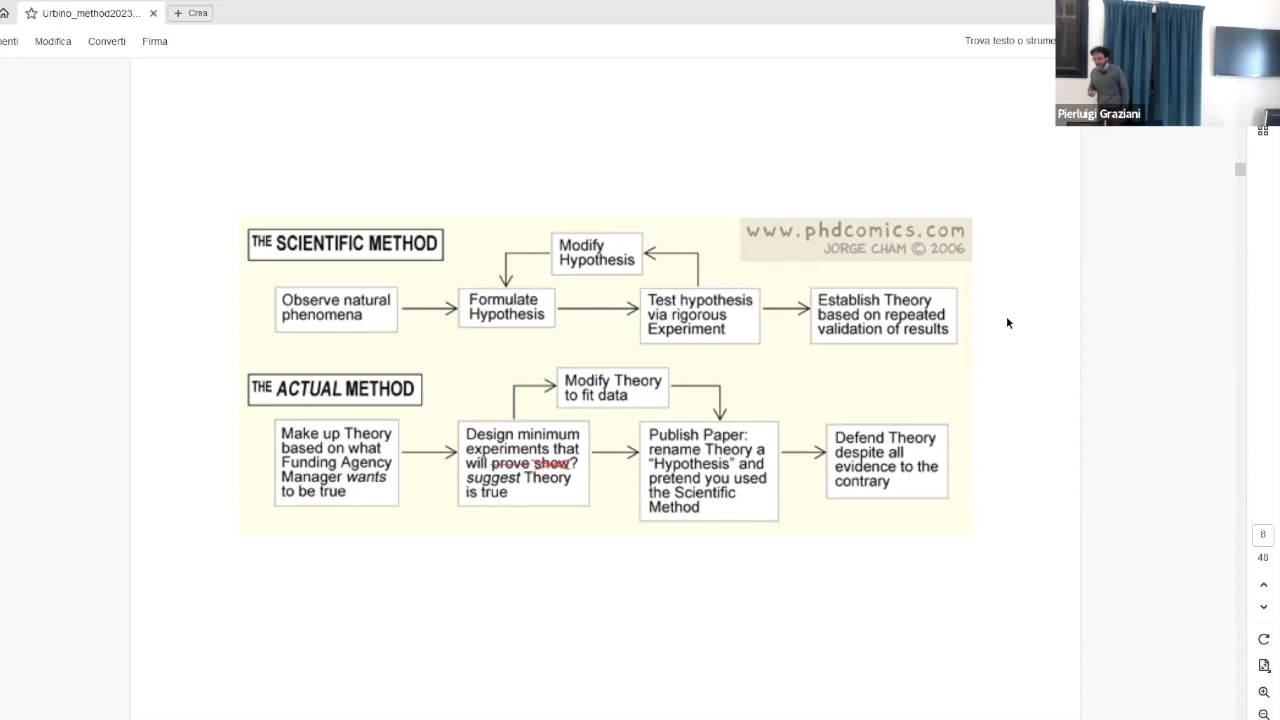 Urbino_method2023...
Crea
nenti
Modifica
Converti
Firma
Trova testo o strume
Pierluigi Graziani
THE SCIENTIFIC METHOD
www.phdcomics.com
JORGE CHAM © 2006
Modify
Hypothesis
Observe natural
phenomena
Formulate
Hypothesis
Test hypothesis
via rigorous
Experiment
Establish Theory
based on repeated
validation of results
THE ACTUAL METHOD
Modify Theory
to fit data
Make up Theory
based on what
Funding Agency
Manager wants
to be true
Design minimum
experiments that
will prove show?
suggest Theory
is true
Publish Paper:
rename Theory a
“Hypothesis” and
pretend you used
the Scientific
Method
Defend Theory
despite all
evidence to the
contrary
8
48